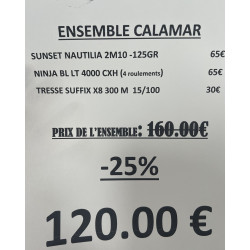 ENSEMBLE CALAMAR
SUNSET NAUTILIA 2M10 -125GR 65€
NINJA BL LT 4000 CXH (4 roulements) 65€
TRESSE SUFFIX X8 300 M 15/100 30€
PRIX DE L'ENSEMBLE: 160.00€
-25%
120.00 €